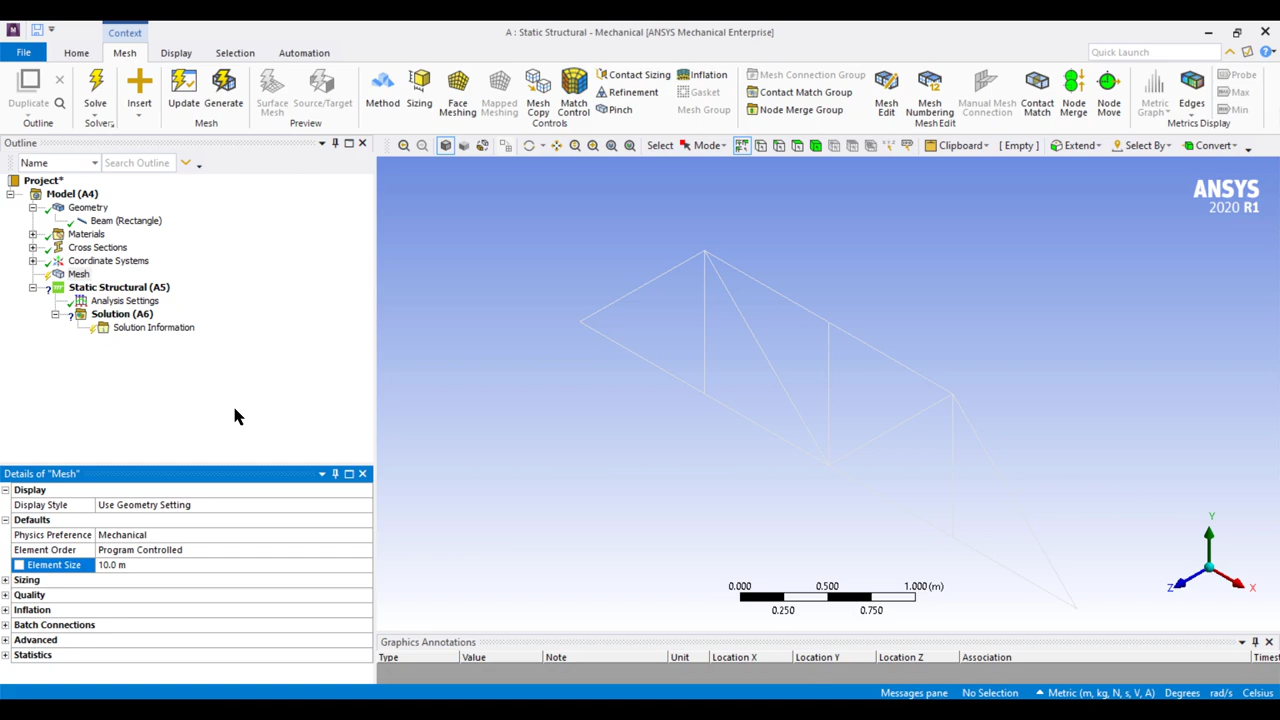 Context
A : Static Structural - Mechanical [ANSYS Mechanical Enterprise]
File Home Mesh Display Selection Automation Quick Launch
Duplicate Solve Insert Update Generate Surface Mesh Source/Target Method Sizing Face Meshing Mapped Meshing Mesh Copy Match Control Contact Sizing Refinement Pinch Inflation Gasket Mesh Group Mesh Connection Group Contact Match Group Node Merge Group Mesh Edit Mesh Numbering Manual Mesh Connection Contact Match Node Merge Node Move Metric Graph Edges Probe Max Min
Outline Solver Mesh Preview Controls Mesh Edit Metrics Display
Outline
Select Mode Clipboard [ Empty ] Extend Select By Convert
Name Search Outline
Project*
Model (A4)
Geometry
Beam (Rectangle)
Materials
Cross Sections
Coordinate Systems
Mesh
Static Structural (A5)
Analysis Settings
Solution (A6)
Solution Information
ANSYS
2020 R1
Details of "Mesh"
Display
Display Style Use Geometry Setting
Defaults
Physics Preference Mechanical
Element Order Program Controlled
Element Size 10.0 m
Sizing
Quality
Inflation
Batch Connections
Advanced
Statistics
0.000 0.500 1.000 (m)
0.250 0.750
Y
Z X
Graphics Annotations
Type Value Note Unit Location X Location Y Location Z Association Timest
Messages pane No Selection Metric (m, kg, N, s, V, A) Degrees rad/s Celsius